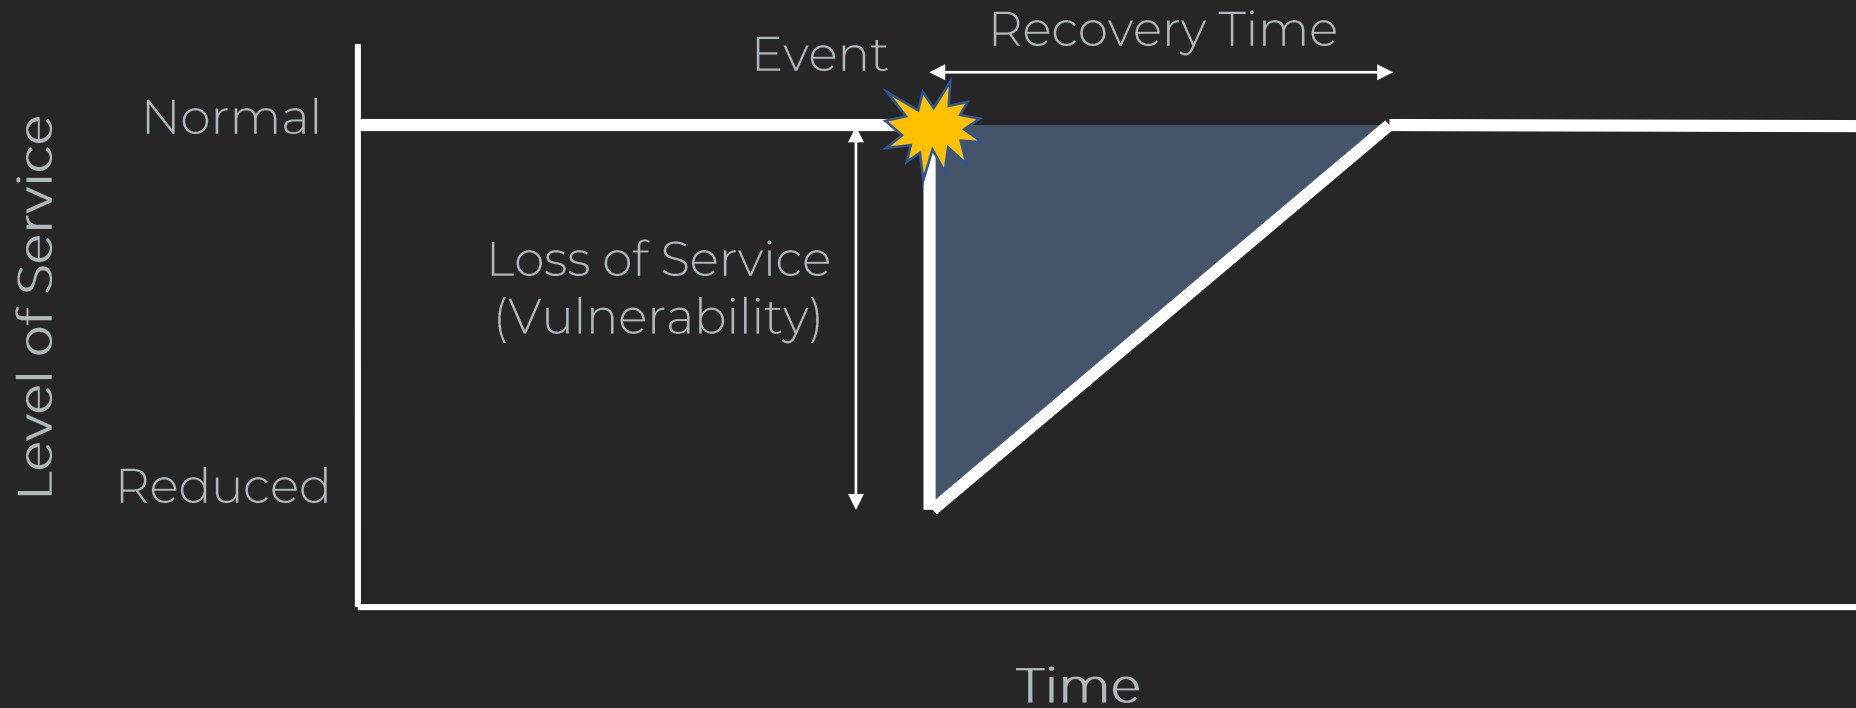 Recovery Time
Event
Normal
Level of Service
Loss of Service
(Vulnerability)
Reduced
Time